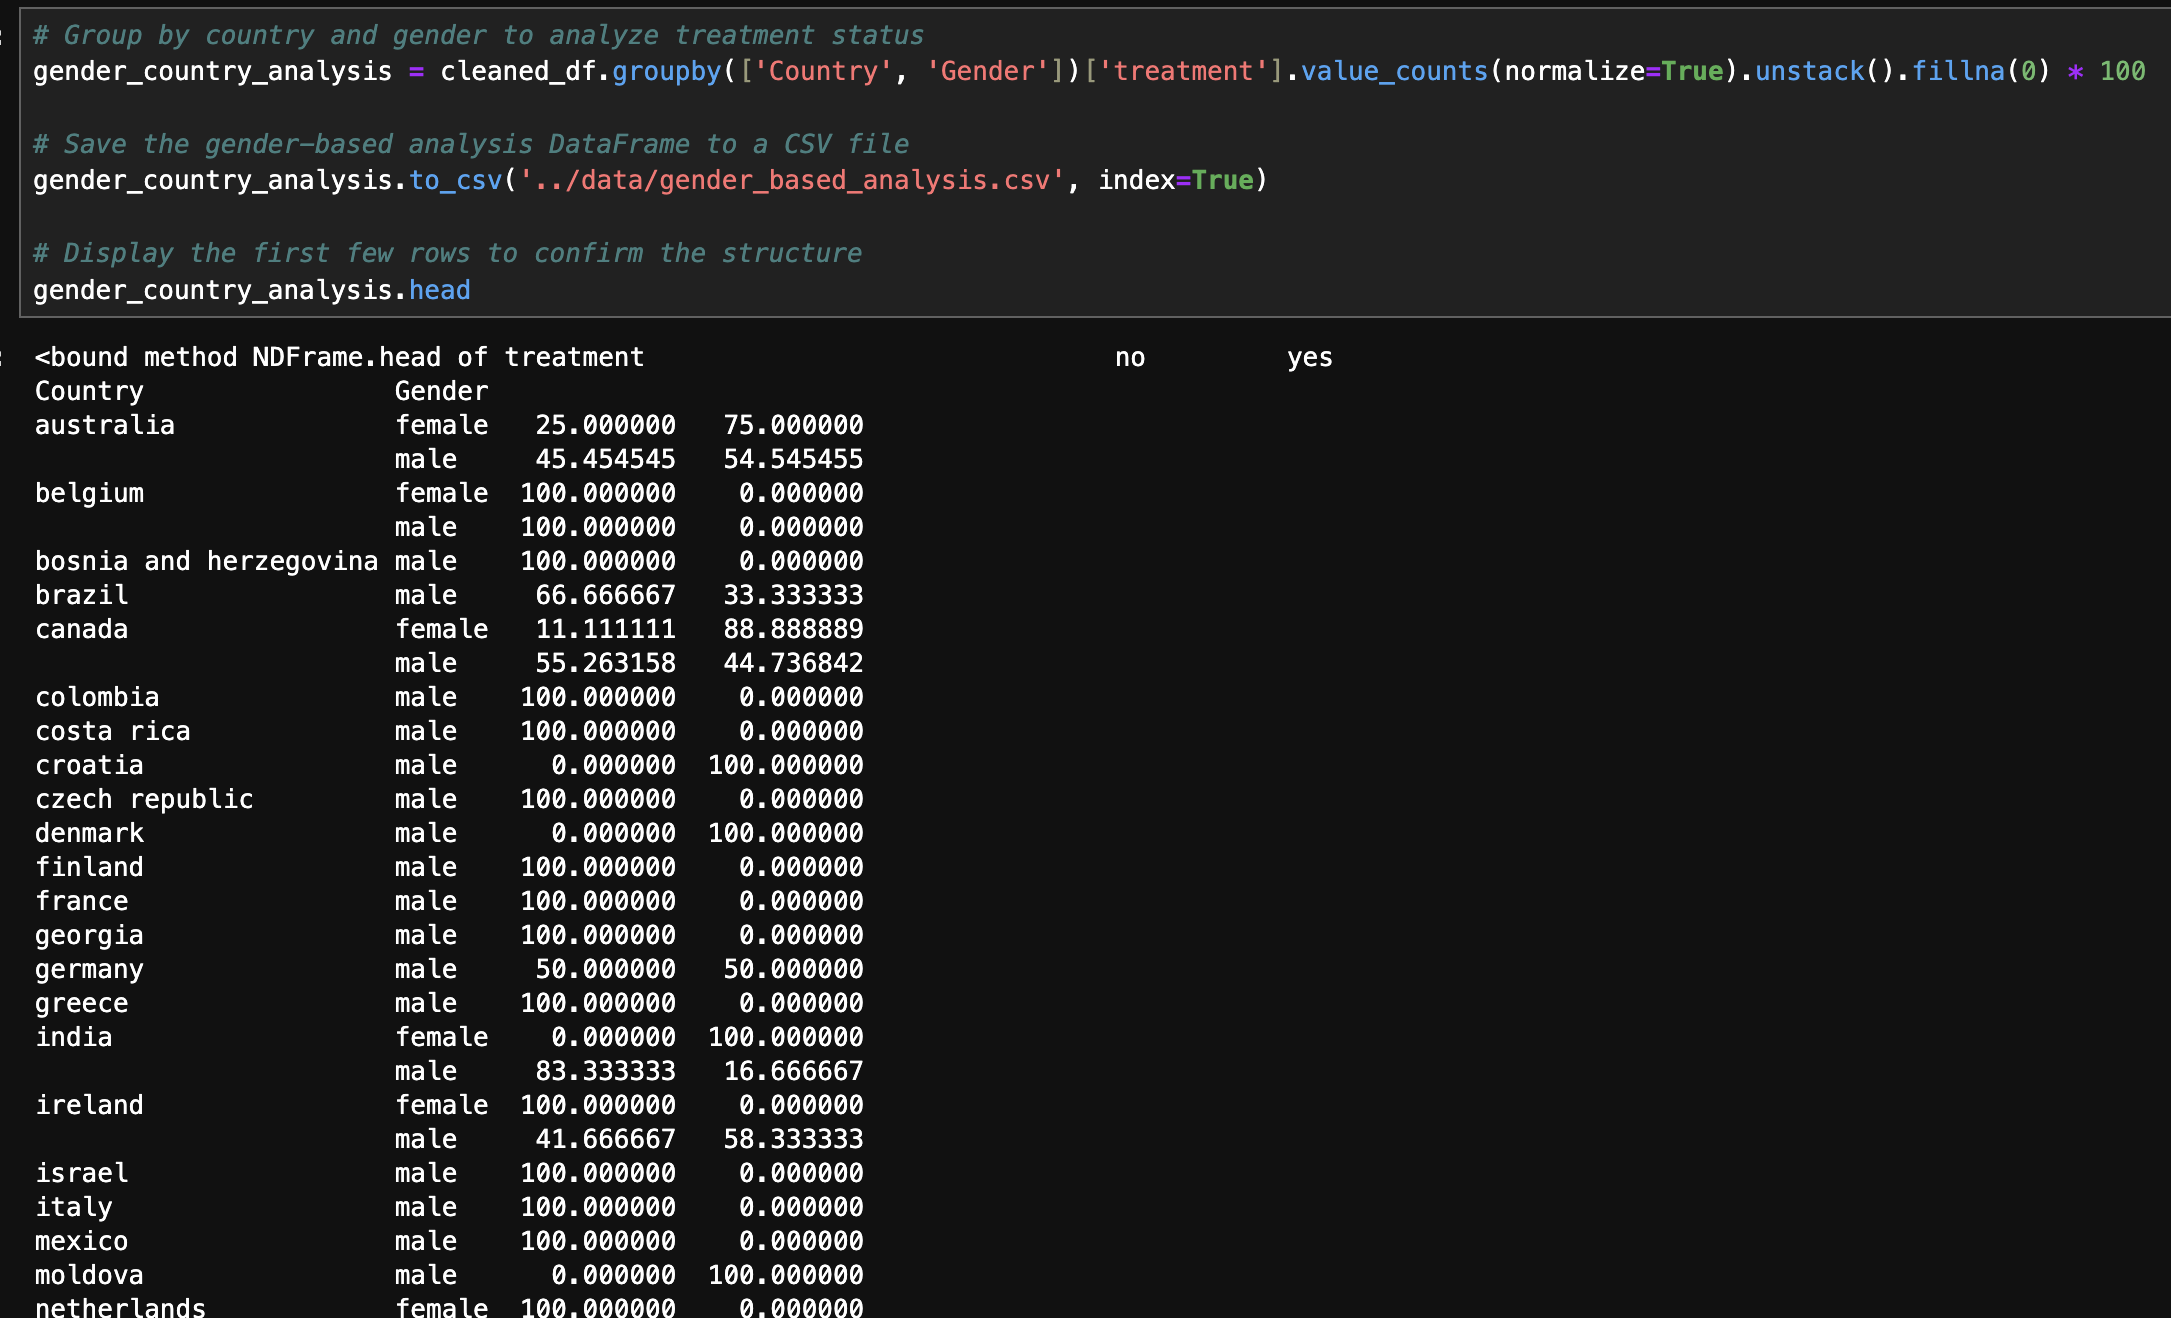 # Group by country and gender to analyze treatment status
gender_country_analysis = cleaned_df.groupby(['Country', 'Gender'])['treatment'].value_counts(normalize=True).unstack().fillna(0) * 100
# Save the gender-based analysis DataFrame to a CSV file
gender_country_analysis.to_csv('../data/gender_based_analysis.csv', index=True)
# Display the first few rows to confirm the structure
gender_country_analysis.head
<bound method NDFrame.head of treatment no yes
Country Gender
australia female 25.000000 75.000000
male 45.454545 54.545455
belgium female 100.000000 0.000000
male 100.000000 0.000000
bosnia and herzegovina male 100.000000 0.000000
brazil male 66.666667 33.333333
canada female 11.111111 88.888889
male 55.263158 44.736842
colombia male 100.000000 0.000000
costa rica male 100.000000 0.000000
croatia male 0.000000 100.000000
czech republic male 100.000000 0.000000
denmark male 0.000000 100.000000
finland male 100.000000 0.000000
france male 100.000000 0.000000
georgia male 100.000000 0.000000
germany male 50.000000 50.000000
greece male 100.000000 0.000000
india female 0.000000 100.000000
male 83.333333 16.666667
ireland female 100.000000 0.000000
male 41.666667 58.333333
israel male 100.000000 0.000000
italy male 100.000000 0.000000
mexico male 100.000000 0.000000
moldova male 0.000000 100.000000
netherlands female 100.000000 0.000000